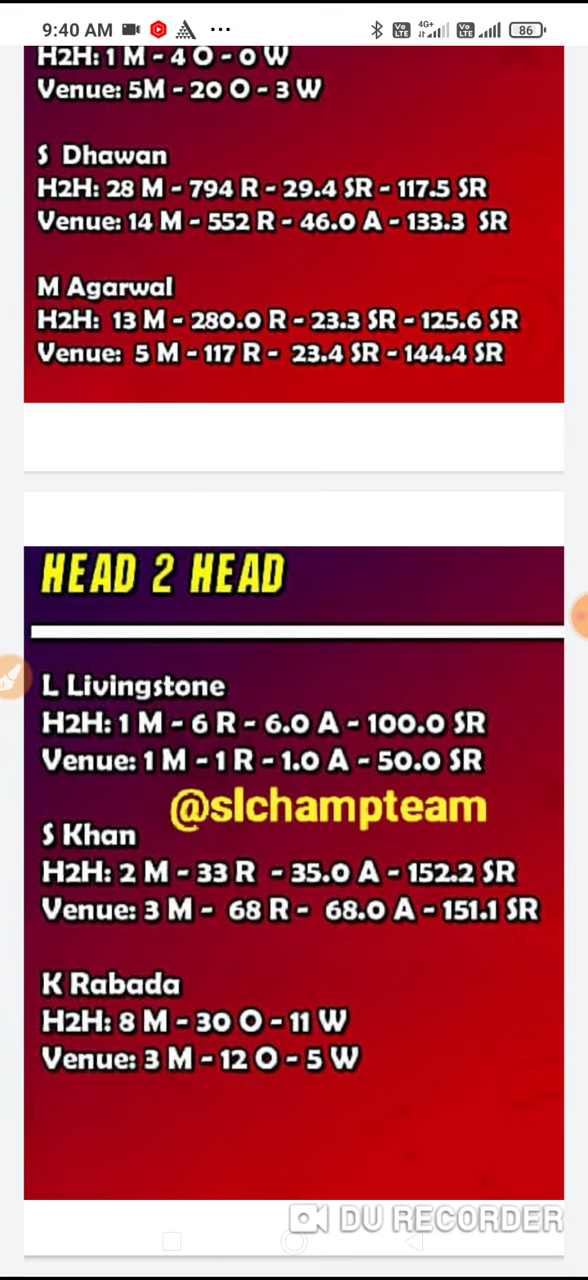 9:40 AM
4G+
Vo LTE
Vo LTE
86
H2H: 1 M - 4 O - 0 W
Venue: 5M - 20 O - 3 W
S Dhawan
H2H: 28 M - 794 R - 29.4 SR - 117.5 SR
Venue: 14 M - 552 R - 46.0 A - 133.3 SR
M Agarwal
H2H: 13 M - 280.0 R - 23.3 SR - 125.6 SR
Venue: 5 M - 117 R - 23.4 SR - 144.4 SR
HEAD 2 HEAD
L Livingstone
H2H: 1 M - 6 R - 6.0 A - 100.0 SR
Venue: 1 M - 1 R - 1.0 A - 50.0 SR
@slchampteam
S Khan
H2H: 2 M - 33 R - 35.0 A - 152.2 SR
Venue: 3 M - 68 R - 68.0 A - 151.1 SR
K Rabada
H2H: 8 M - 30 O - 11 W
Venue: 3 M - 12 O - 5 W
DU RECORDER